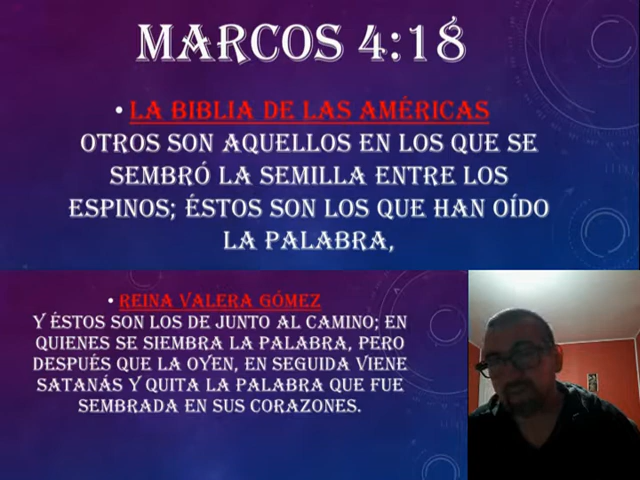 MARCOS 4:18
• LA BIBLIA DE LAS AMÉRICAS
OTROS SON AQUELLOS EN LOS QUE SE
SEMBRÓ LA SEMILLA ENTRE LOS
ESPINOS; ÉSTOS SON LOS QUE HAN OÍDO
LA PALABRA,
• REINA VALERA GÓMEZ
Y ÉSTOS SON LOS DE JUNTO AL CAMINO; EN
QUIENES SE SIEMBRA LA PALABRA, PERO
DESPUÉS QUE LA OYEN, EN SEGUIDA VIENE
SATANÁS Y QUITA LA PALABRA QUE FUE
SEMBRADA EN SUS CORAZONES.